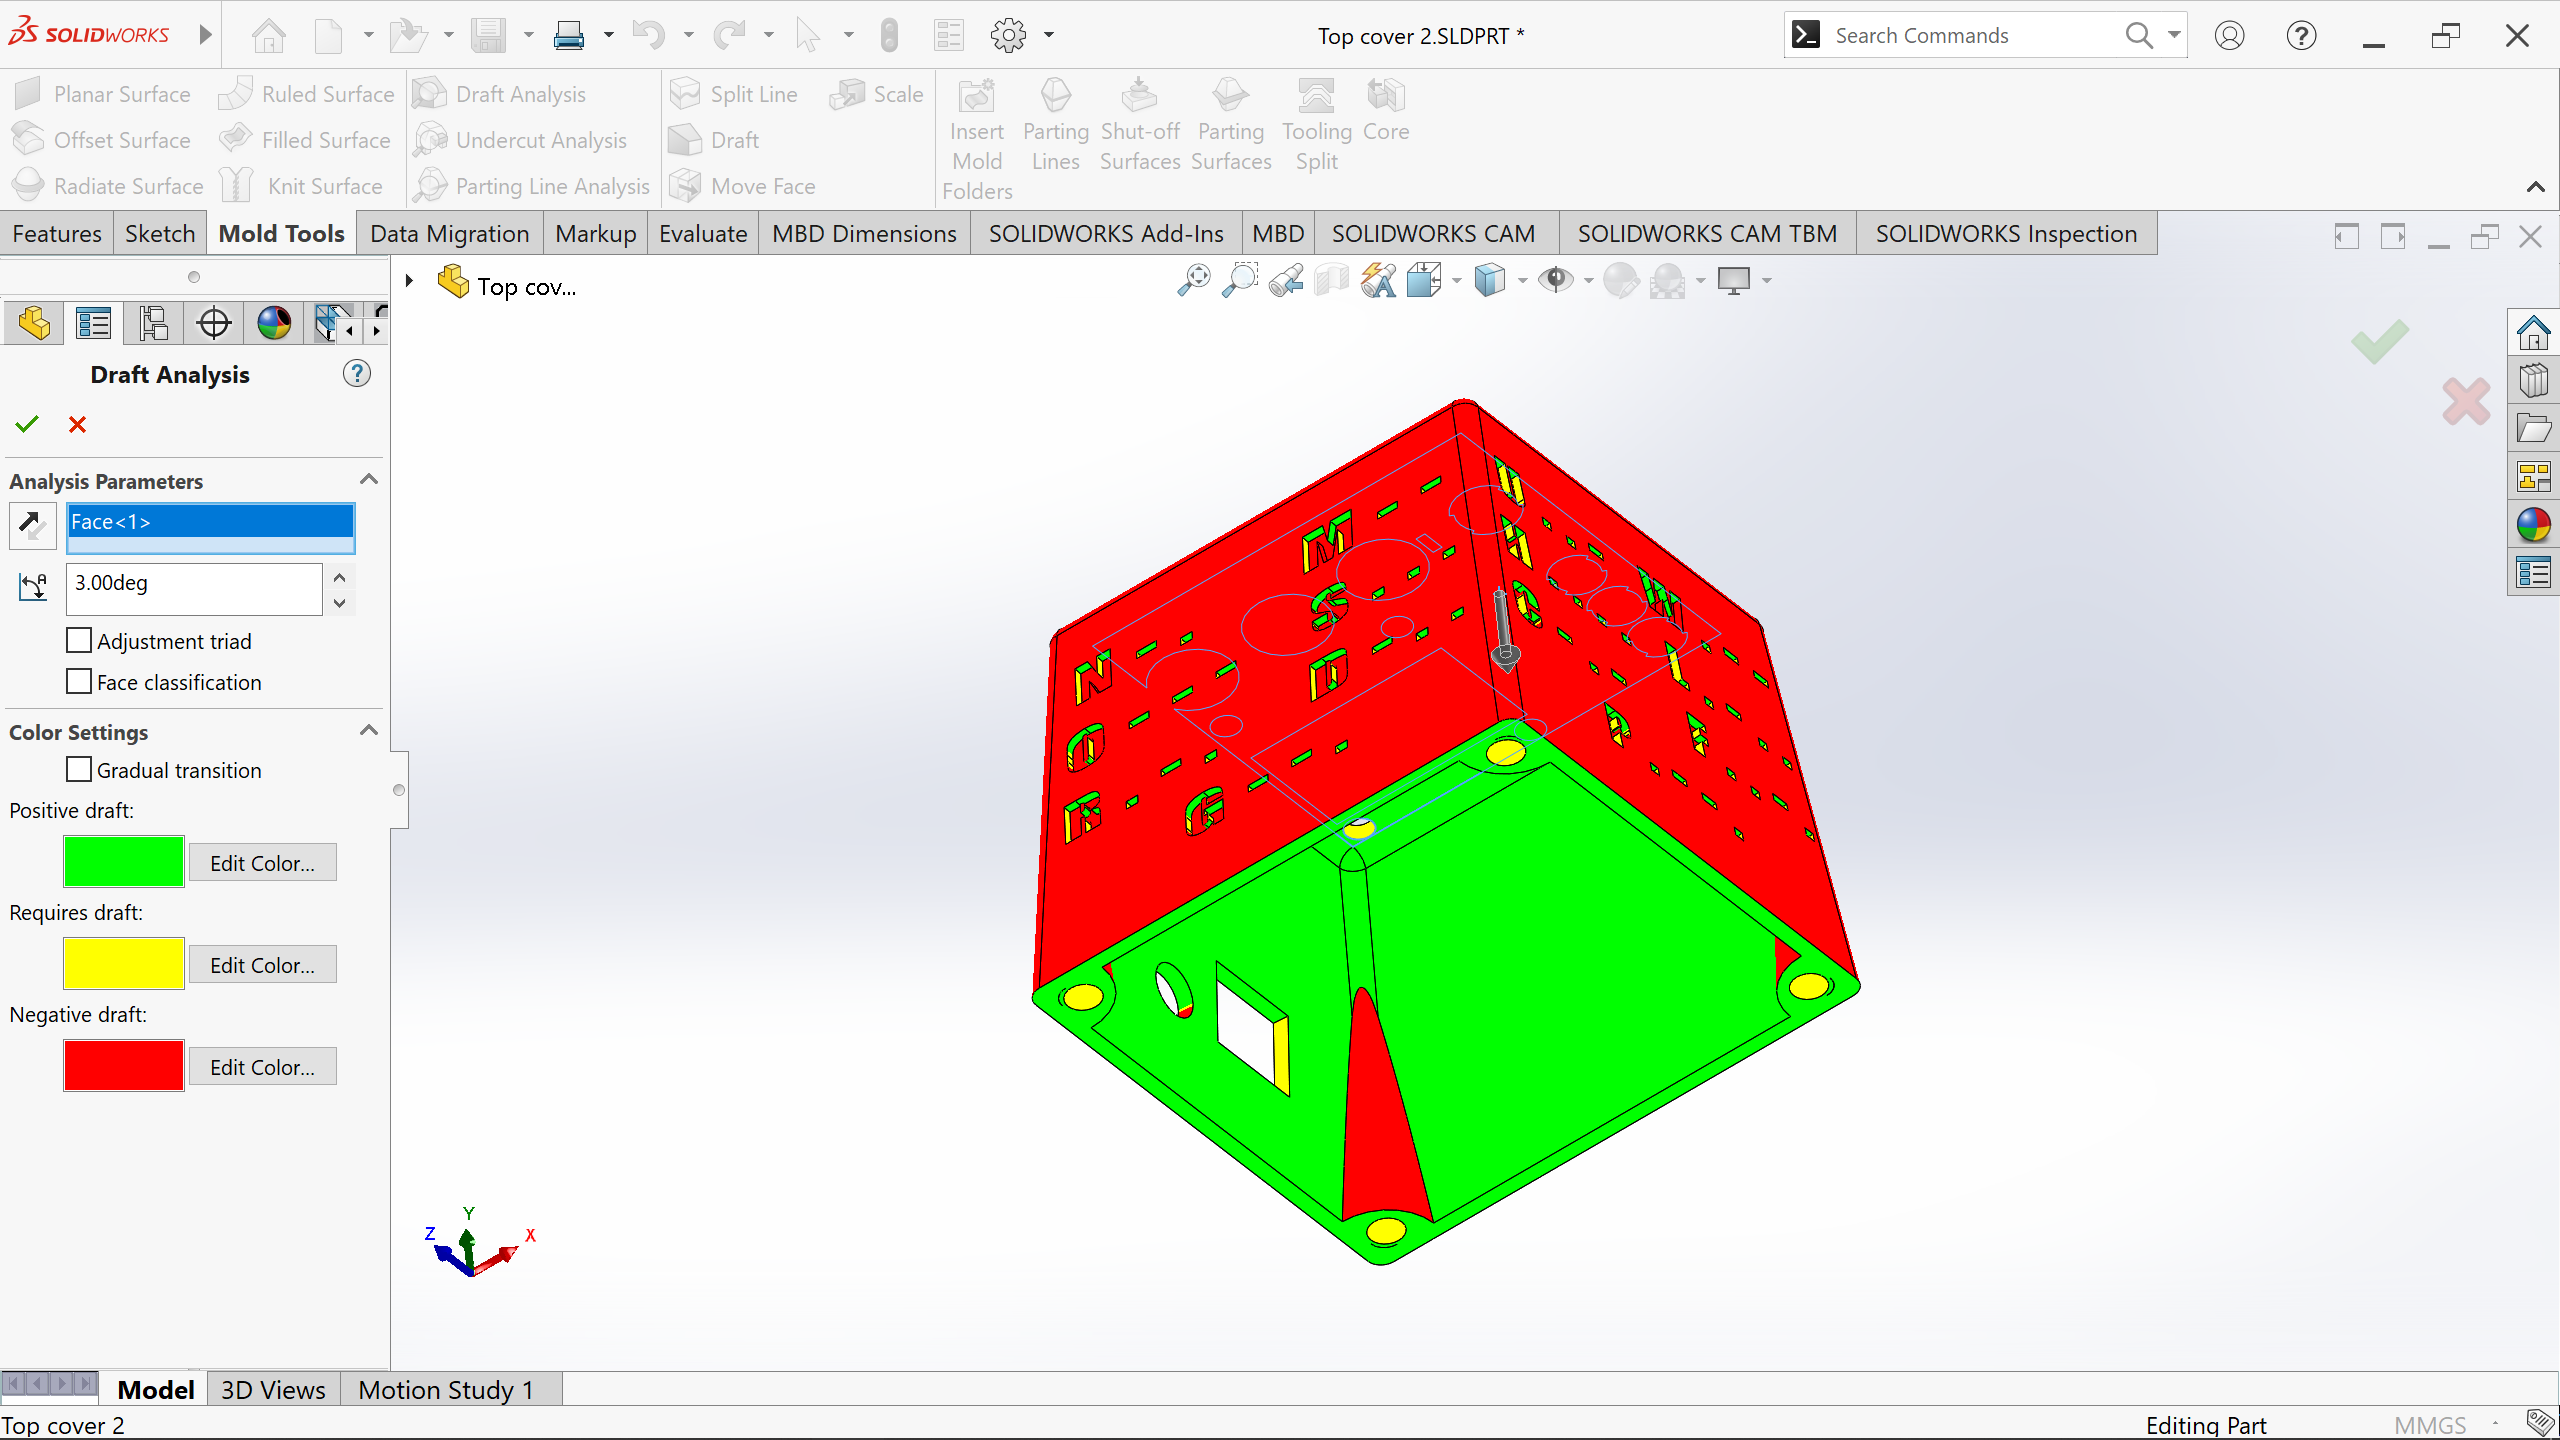 SOLIDWORKS
Top cover 2.SLDPRT *
Search Commands
Planar Surface
Ruled Surface
Draft Analysis
Split Line
Scale
Offset Surface
Filled Surface
Undercut Analysis
Draft
Radiate Surface
Knit Surface
Parting Line Analysis
Move Face
Insert Mold Folders
Parting Lines
Shut-off Surfaces
Parting Surfaces
Tooling Split
Core
Features
Sketch
Mold Tools
Data Migration
Markup
Evaluate
MBD Dimensions
SOLIDWORKS Add-Ins
MBD
SOLIDWORKS CAM
SOLIDWORKS CAM TBM
SOLIDWORKS Inspection
Top cov...
Draft Analysis
Analysis Parameters
Face<1>
3.00deg
Adjustment triad
Face classification
Color Settings
Gradual transition
Positive draft:
Edit Color...
Requires draft:
Edit Color...
Negative draft:
Edit Color...
M
S
D
N
O
G
Y
Z
X
Model
3D Views
Motion Study 1
Top cover 2
Editing Part
MMGS